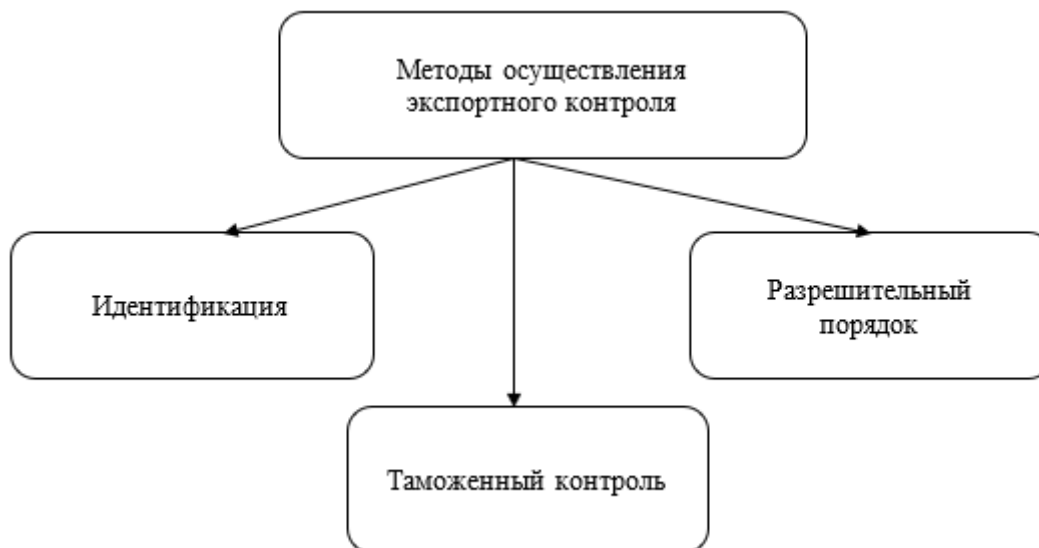 Методы осуществления
экспортного контроля
Идентификация
Разрешительный
порядок
Таможенный контроль